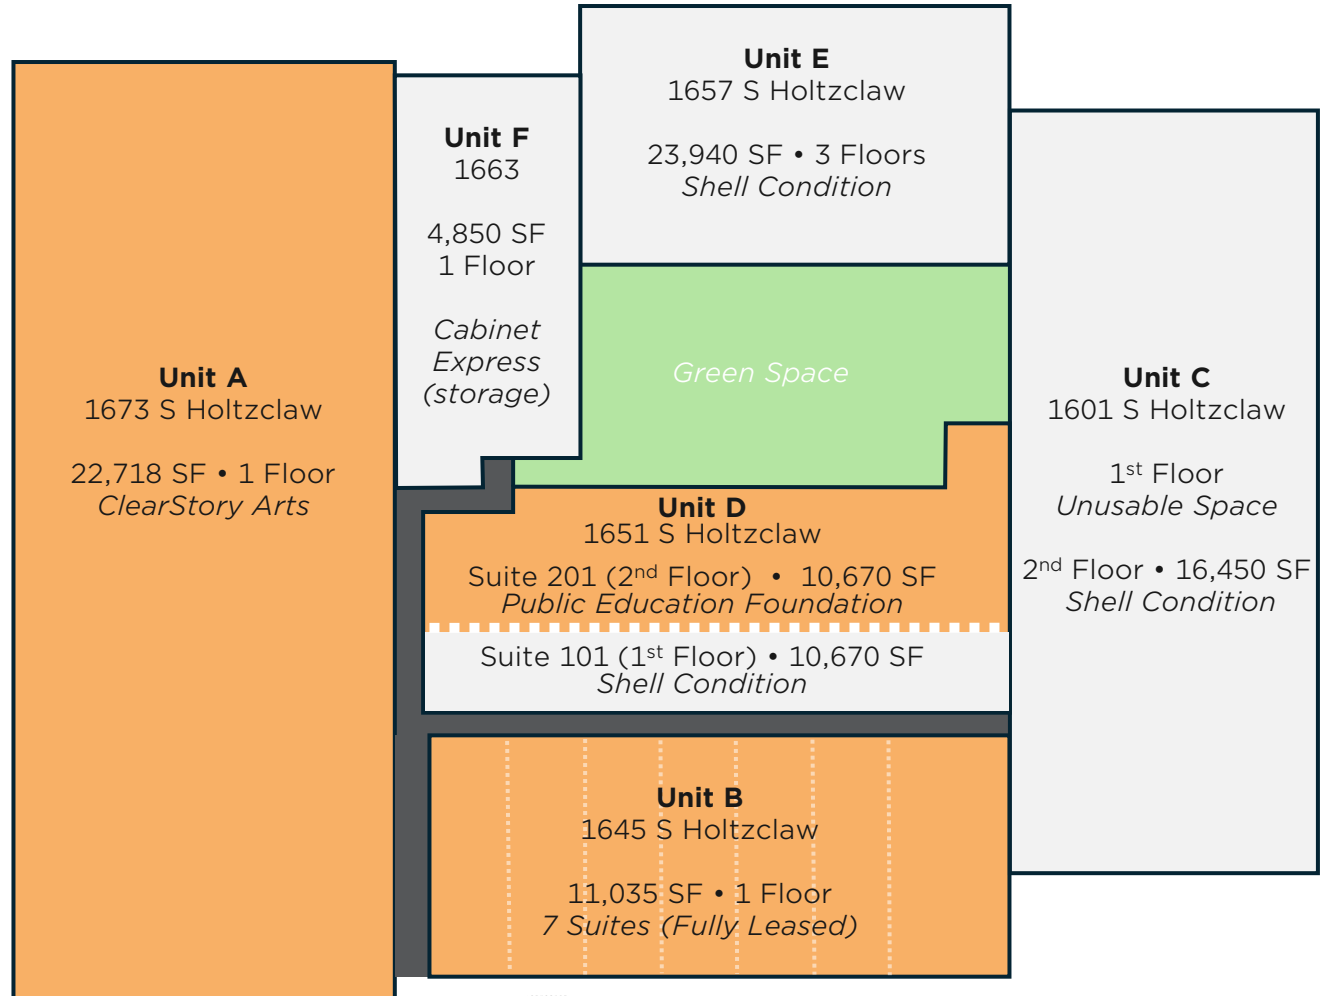 Unit E
1657 S Holtzclaw
23,940 SF • 3 Floors
Shell Condition
Unit F
1663
4,850 SF
1 Floor
Cabinet
Express
(storage)
Green Space
Unit A
1673 S Holtzclaw
22,718 SF • 1 Floor
ClearStory Arts
Unit C
1601 S Holtzclaw
1st Floor
Unusable Space
2nd Floor • 16,450 SF
Shell Condition
Unit D
1651 S Holtzclaw
Suite 201 (2nd Floor) • 10,670 SF
Public Education Foundation
Suite 101 (1st Floor) • 10,670 SF
Shell Condition
Unit B
1645 S Holtzclaw
11,035 SF • 1 Floor
7 Suites (Fully Leased)